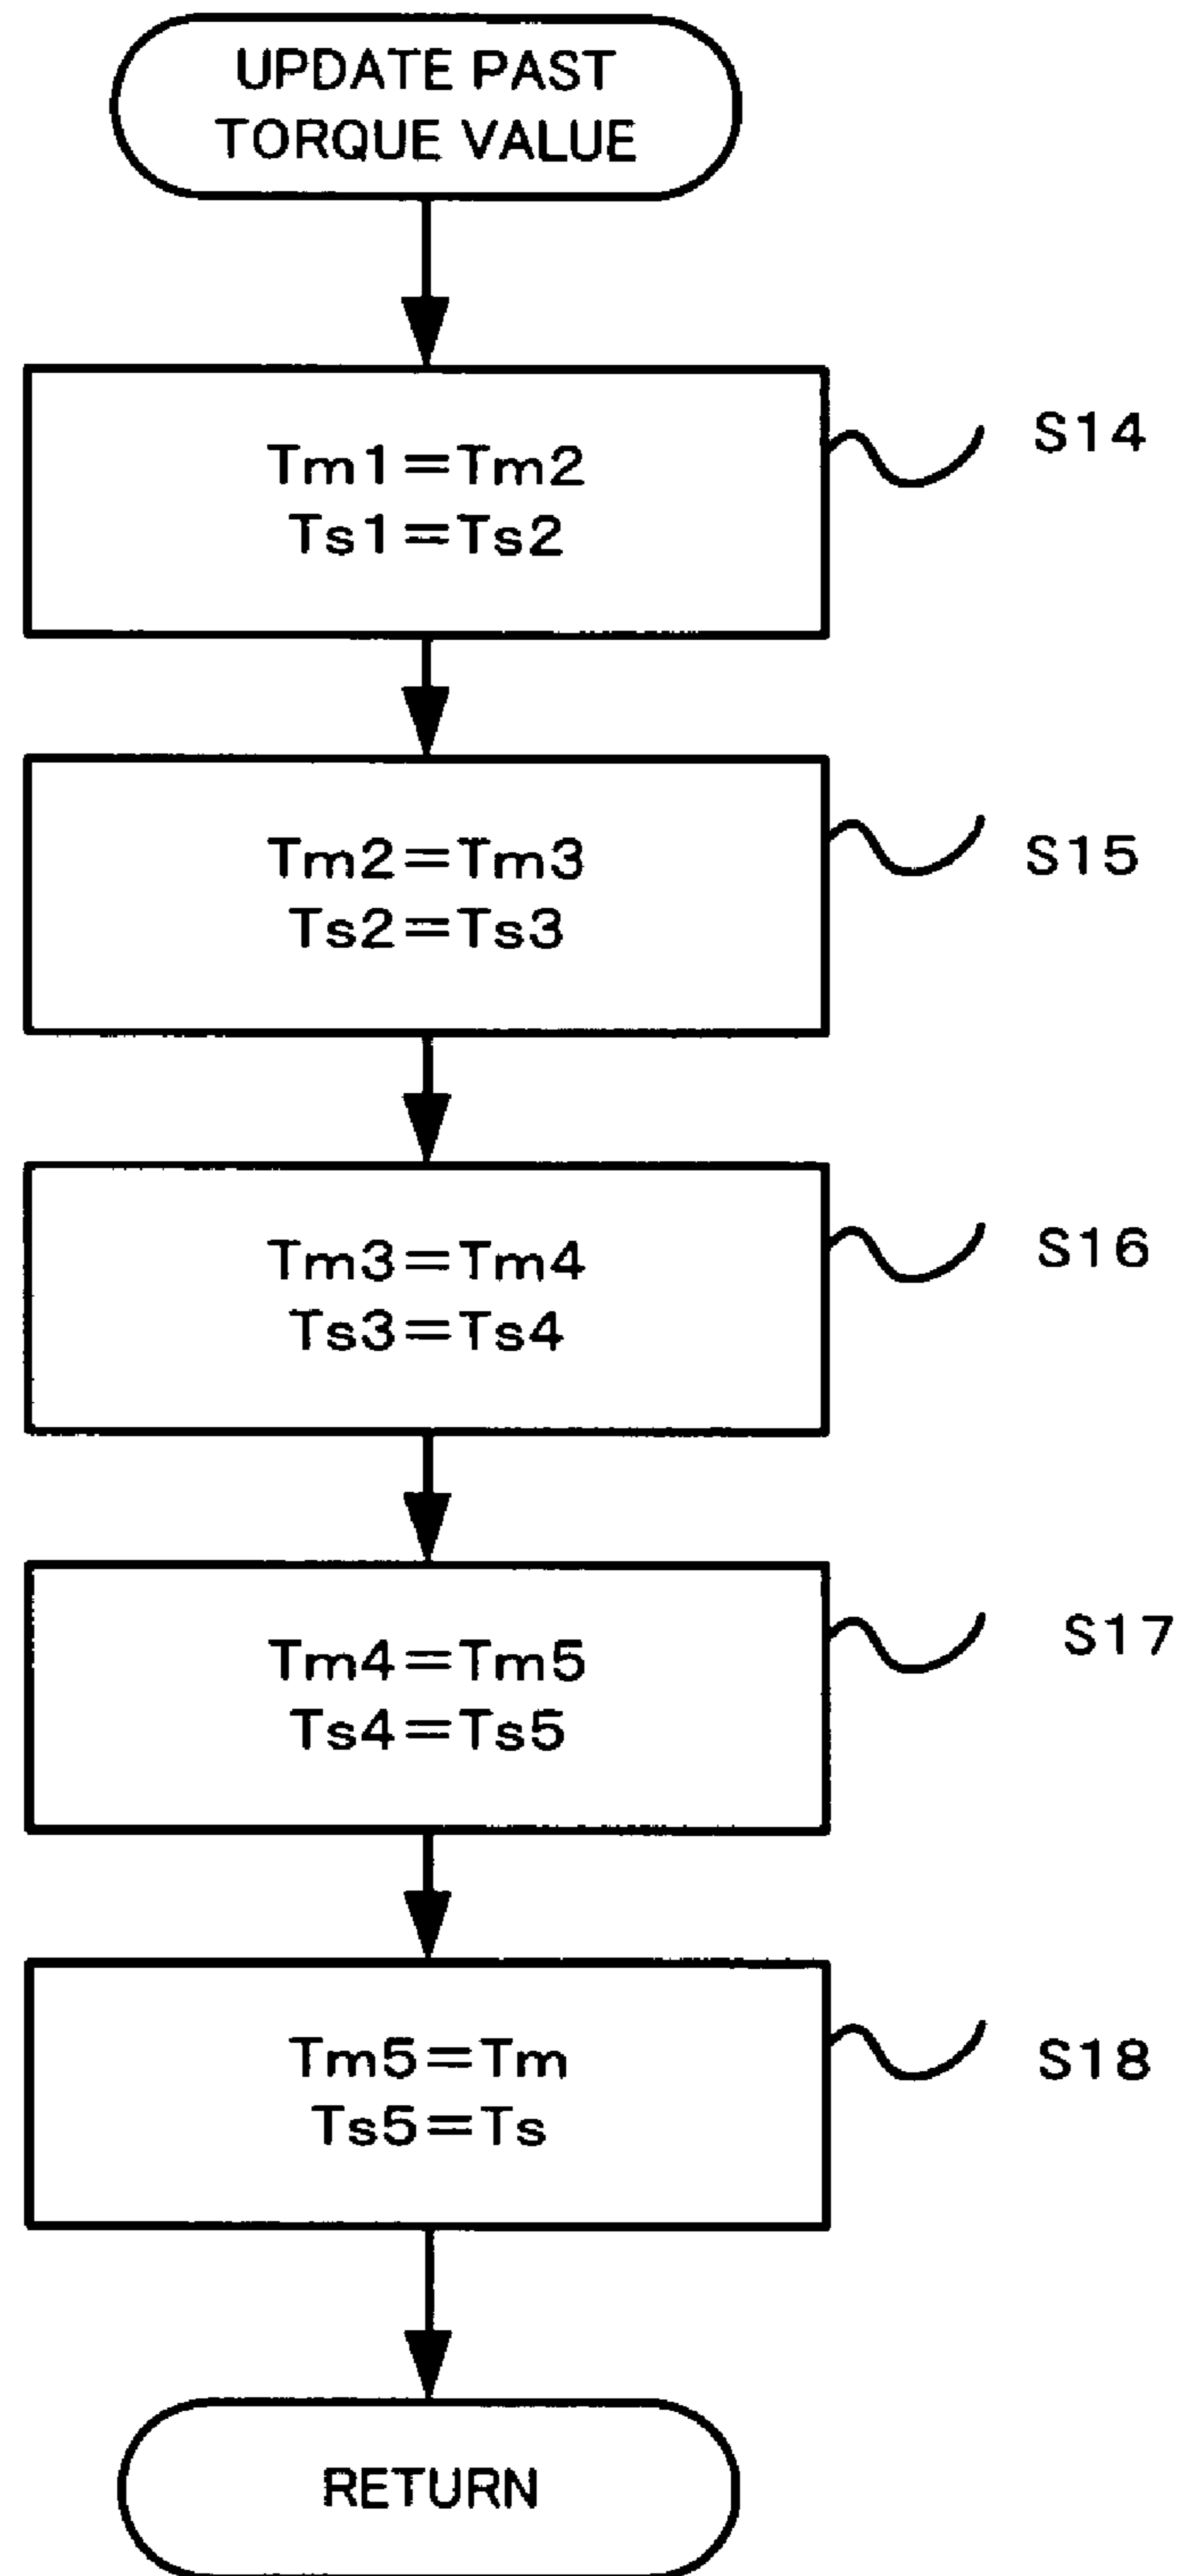 UPDATE PAST
TORQUE VALUE
Tm1=Tm2
Ts1=Ts2
S14
Tm2=Tm3
Ts2=Ts3
S15
Tm3=Tm4
Ts3=Ts4
S16
Tm4=Tm5
Ts4=Ts5
S17
Tm5=Tm
Ts5=Ts
S18
RETURN